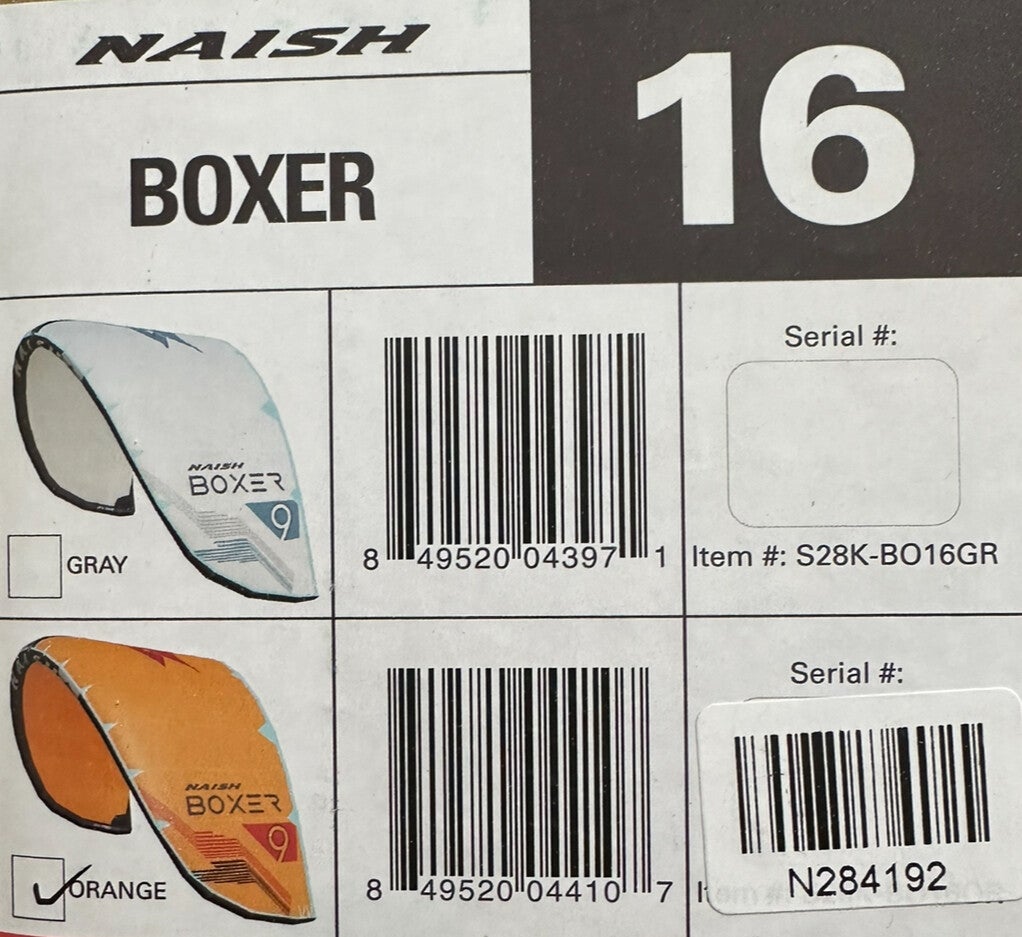 NAISH
16
BOXER
NAISH
BOXER
9
GRAY
8 49520 04397 1
Serial #:
Item #: S28K-BO16GR
NAISH
BOXER
9
ORANGE
8 49520 04410 7
Serial #:
N284192